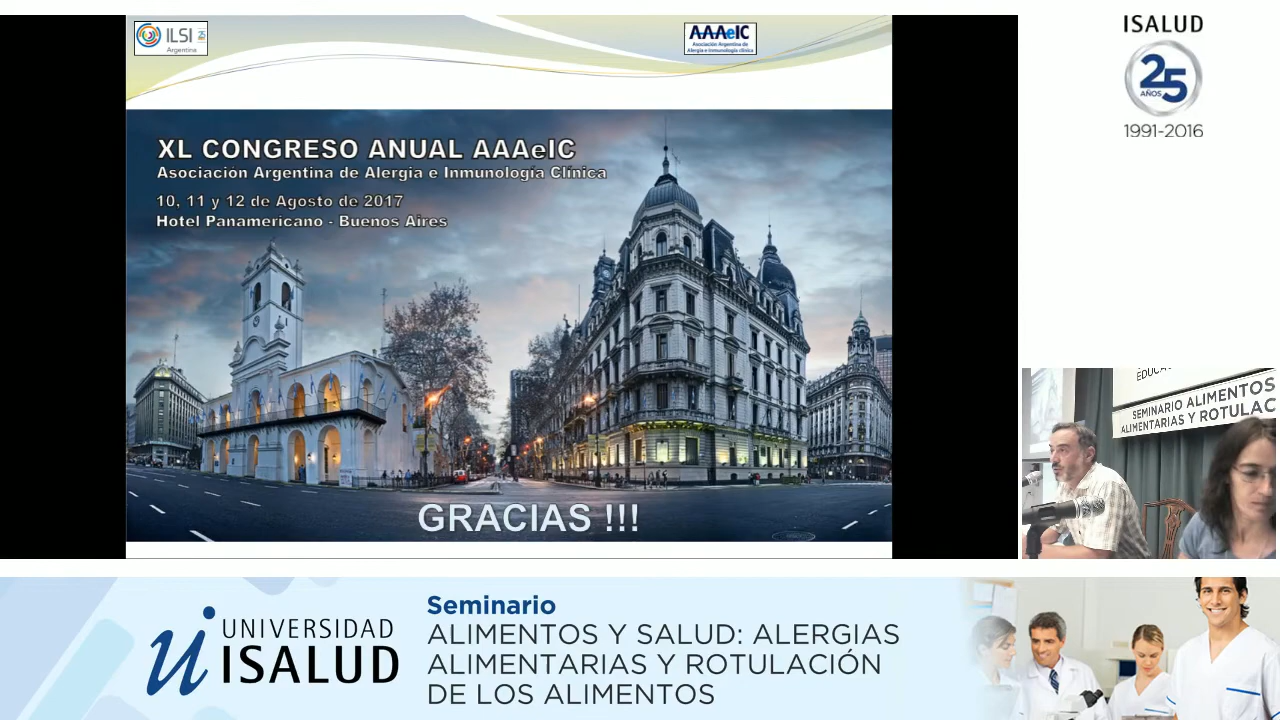 ILSI
Argentina
AAAeIC
Asociación Argentina de
Alergia e Inmunología clínica
XL CONGRESO ANUAL AAAeIC
Asociación Argentina de Alergia e Inmunología Clínica
10, 11 y 12 de Agosto de 2017
Hotel Panamericano - Buenos Aires
GRACIAS !!!
ISALUD
25
AÑOS
1991-2016
SEMINARIO ALIMENTOS
ALIMENTARIAS Y ROTULAC
UNIVERSIDAD
ISALUD
Seminario
ALIMENTOS Y SALUD: ALERGIAS
ALIMENTARIAS Y ROTULACIÓN
DE LOS ALIMENTOS